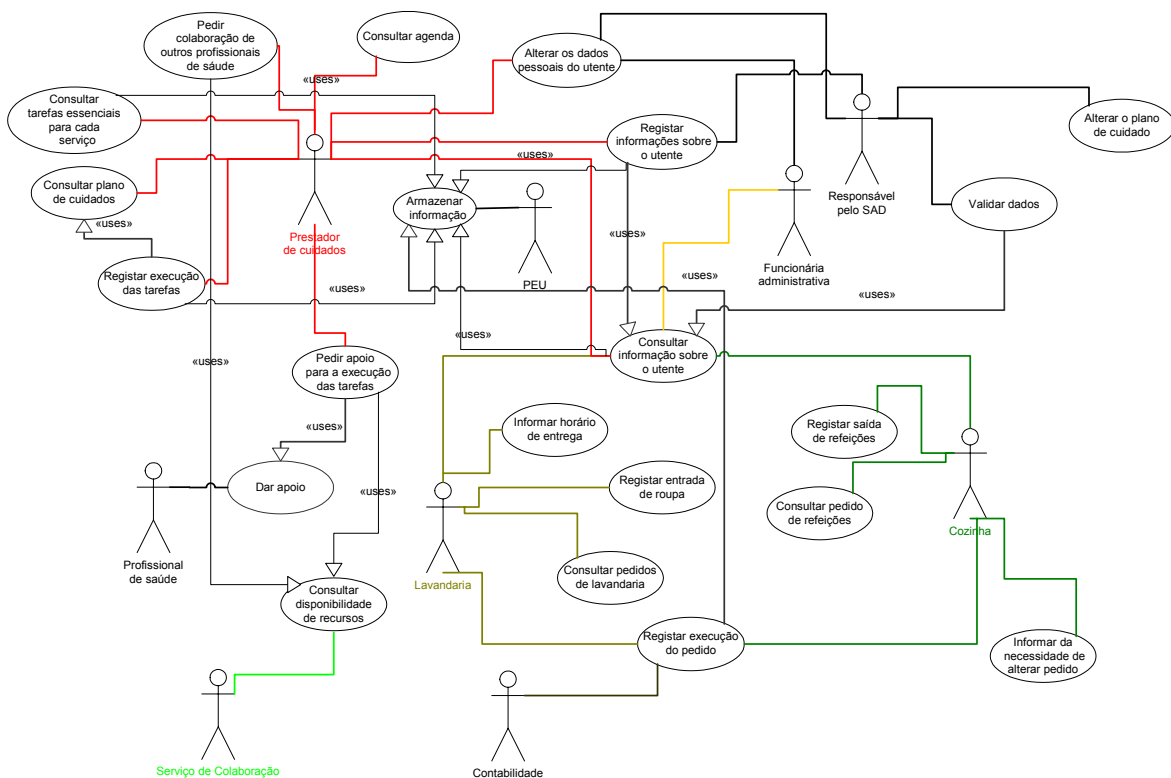 Pedir
colaboração de
outros profissionais
de sáude
Consultar agenda
Alterar os dados
pessoais do utente
«uses»
Consultar
tarefas essenciais
para cada
serviço
Registar
informações sobre
o utente
Alterar o plano
de cuidado
«uses»
Consultar plano
de cuidados
Armazenar
informação
Responsável
pelo SAD
Validar dados
«uses»
Prestador
de cuidados
«uses»
Registar execução
das tarefas
PEU
Funcionária
administrativa
«uses»
«uses»
«uses»
«uses»
Pedir apoio
para a execução
das tarefas
Consultar
informação sobre
o utente
«uses»
Informar horário
de entrega
Registar saída
de refeições
«uses»
Dar apoio
Registar entrada
de roupa
Consultar pedido
de refeições
«uses»
Cozinha
Profissional
de saúde
Consultar
disponibilidade
de recursos
Lavandaria
Consultar pedidos
de lavandaria
Registar execução
do pedido
Informar da
necessidade de
alterar pedido
Serviço de Colaboração
Contabilidade